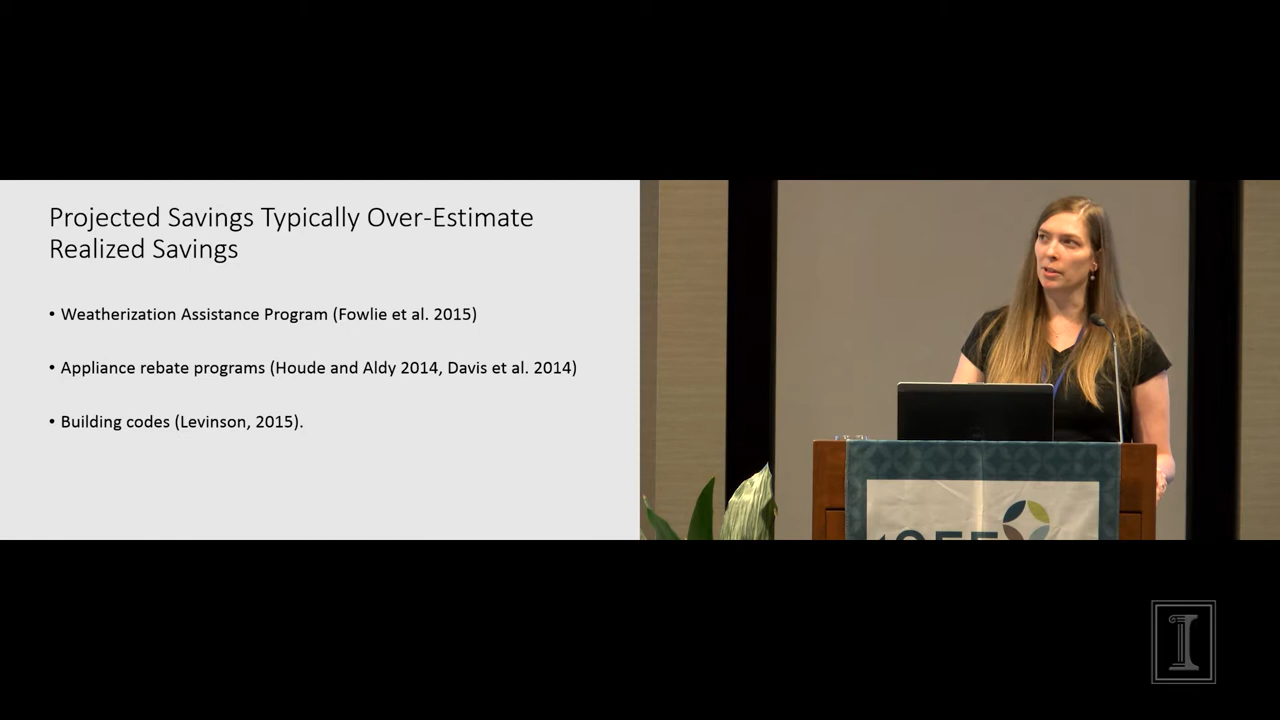 Projected Savings Typically Over-Estimate
Realized Savings
• Weatherization Assistance Program (Fowlie et al. 2015)
• Appliance rebate programs (Houde and Aldy 2014, Davis et al. 2014)
• Building codes (Levinson, 2015).